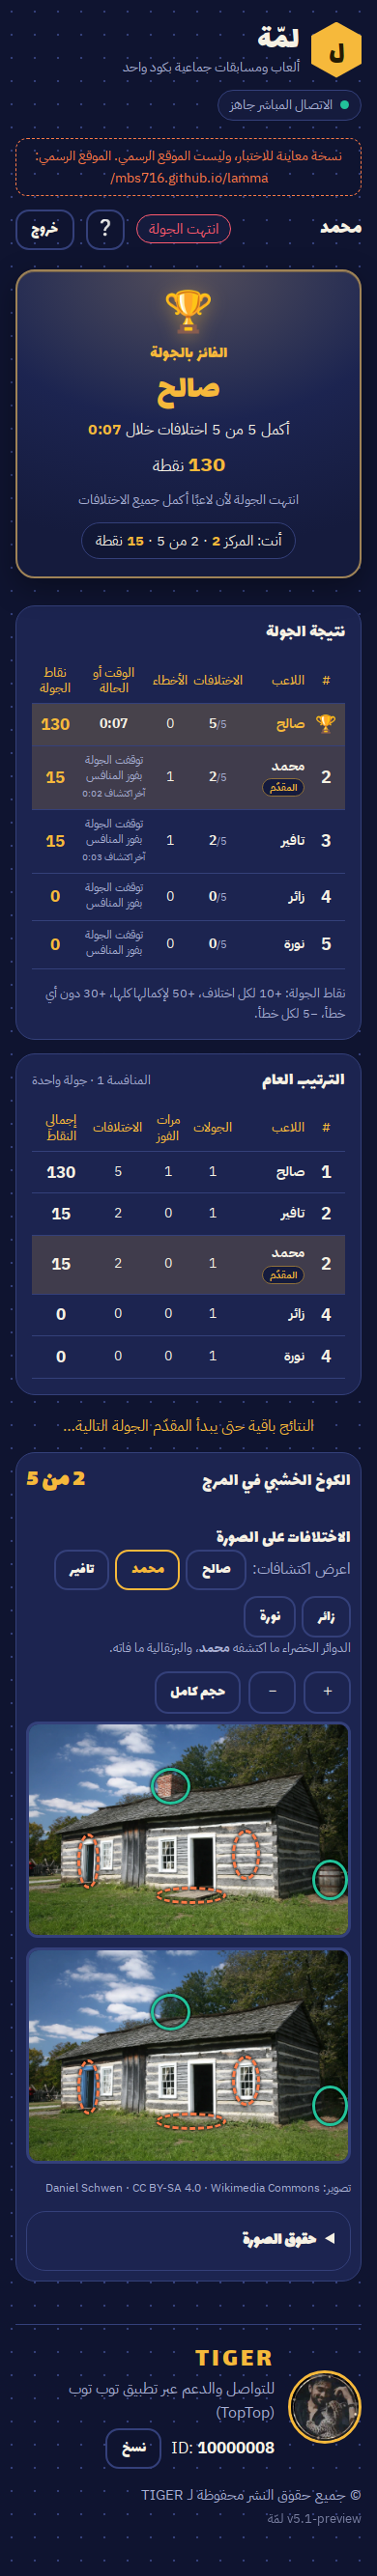 ل
لمّة
ألعاب ومسابقات جماعية بكود واحد
الاتصال المباشر جاهز
نسخة معاينة للاختبار، وليست الموقع الرسمي. الموقع الرسمي:
mbs716.github.io/lamma/
محمد
انتهت الجولة
?
خروج
الفائز بالجولة
صالح
أكمل 5 من 5 اختلافات خلال 0:07
130 نقطة
انتهت الجولة لأن لاعبًا أكمل جميع الاختلافات
أنت: المركز 2 · 2 من 5 · 15 نقطة
نتيجة الجولة
# اللاعب الاختلافات الأخطاء الوقت أو الحالة نقاط الجولة
صالح 5/5 0 0:07 130
2 محمد المقدّم 2/5 1 توقفت الجولة بفوز المنافس آخر اكتشاف 0:02 15
3 تافير 2/5 1 توقفت الجولة بفوز المنافس آخر اكتشاف 0:03 15
4 زائر 0/5 0 توقفت الجولة بفوز المنافس 0
5 نورة 0/5 0 توقفت الجولة بفوز المنافس 0
نقاط الجولة: +10 لكل اختلاف، +50 لإكمالها كلها، +30 دون أي
خطأ، −5 لكل خطأ.
الترتيب العام
المنافسة 1 · جولة واحدة
# اللاعب الجولات مرات الفوز الاختلافات إجمالي النقاط
1 صالح 1 1 5 130
2 تافير 1 0 2 15
2 محمد المقدّم 1 0 2 15
4 زائر 1 0 0 0
4 نورة 1 0 0 0
النتائج باقية حتى يبدأ المقدّم الجولة التالية...
الكوخ الخشبي في المرج
2 من 5
الاختلافات على الصورة
اعرض اكتشافات: صالح محمد تافير
زائر نورة
الدوائر الخضراء ما اكتشفه محمد، والبرتقالية ما فاته.
+ − حجم كامل
تصوير: Daniel Schwen · CC BY-SA 4.0 · Wikimedia Commons
◀ حقوق الصورة
TIGER
للتواصل والدعم عبر تطبيق توب توب
(TopTop)
ID: 10000008 نسخ
© جميع حقوق النشر محفوظة لـ TIGER
لمّة v5.1-preview